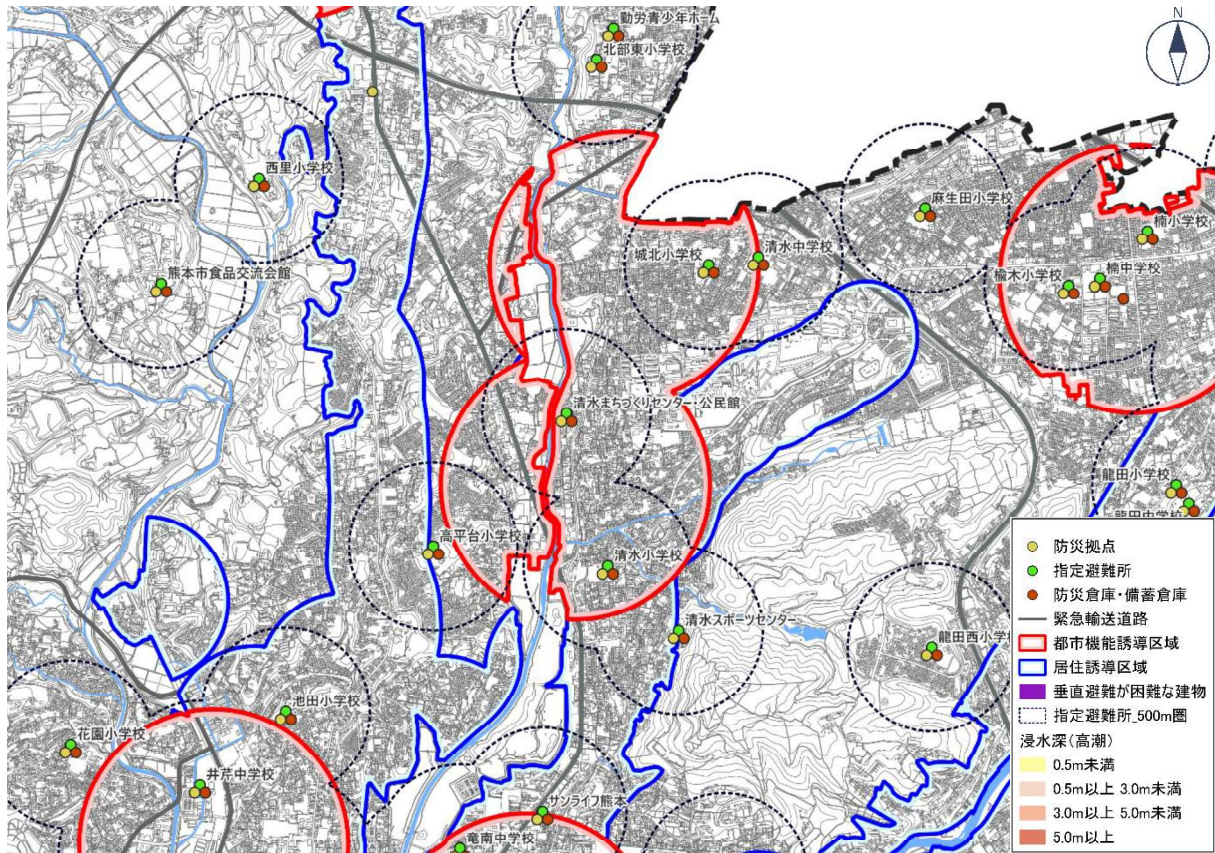 勤労青少年ホーム
北部東小学校
N
西里小学校
麻生田小学校
楠小学校
城北小学校
清水中学校
熊本市食品交流会館
楡木小学校
楠中学校
清水まちづくりセンター・公民館
龍田小学校
龍田中学校
高平台小学校
清水小学校
清水スポーツセンター
龍田西小学校
池田小学校
花園小学校
井芹中学校
サンライフ熊本
竜南中学校
防災拠点
指定避難所
防災倉庫・備蓄倉庫
緊急輸送道路
都市機能誘導区域
居住誘導区域
垂直避難が困難な建物
指定避難所_500m圏
浸水深(高潮)
0.5m未満
0.5m以上 3.0m未満
3.0m以上 5.0m未満
5.0m以上